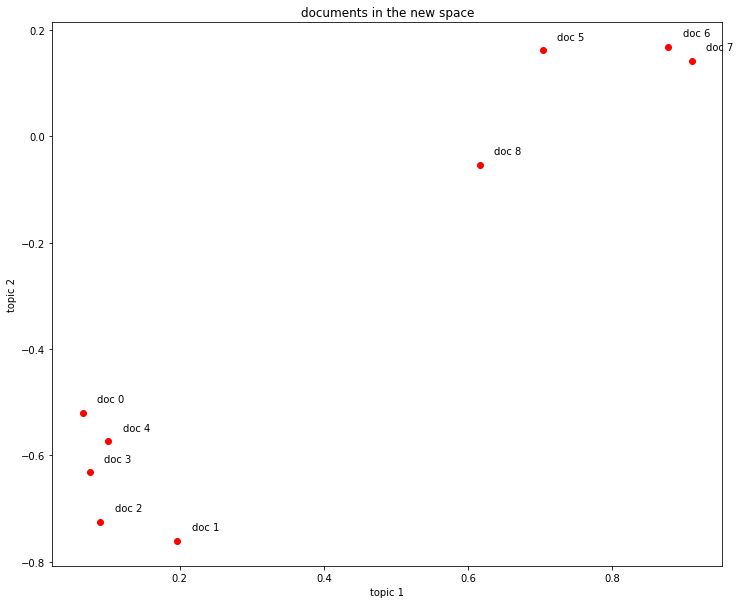 documents in the new space
doc 6
doc 5
doc 7
0.2
0.0
doc 8
−0.2
topic 2
−0.4
doc 0
doc 4
doc 3
−0.6
doc 2
doc 1
−0.8
0.2 0.4 0.6 0.8
topic 1